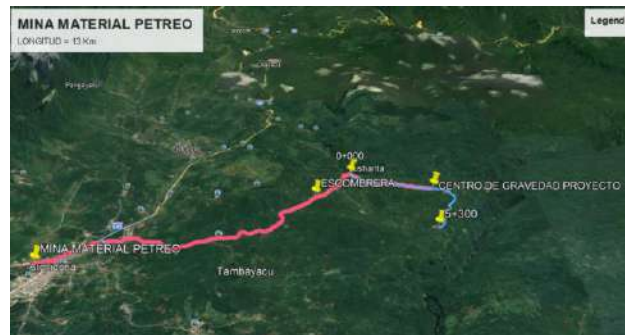 MINA MATERIAL PETREO
LONGITUD = 13 Km
Legend
0+000
ESCOMBRERA
CENTRO DE GRAVEDAD PROYECTO
5+300
MINA MATERIAL PETREO
Tambayacu